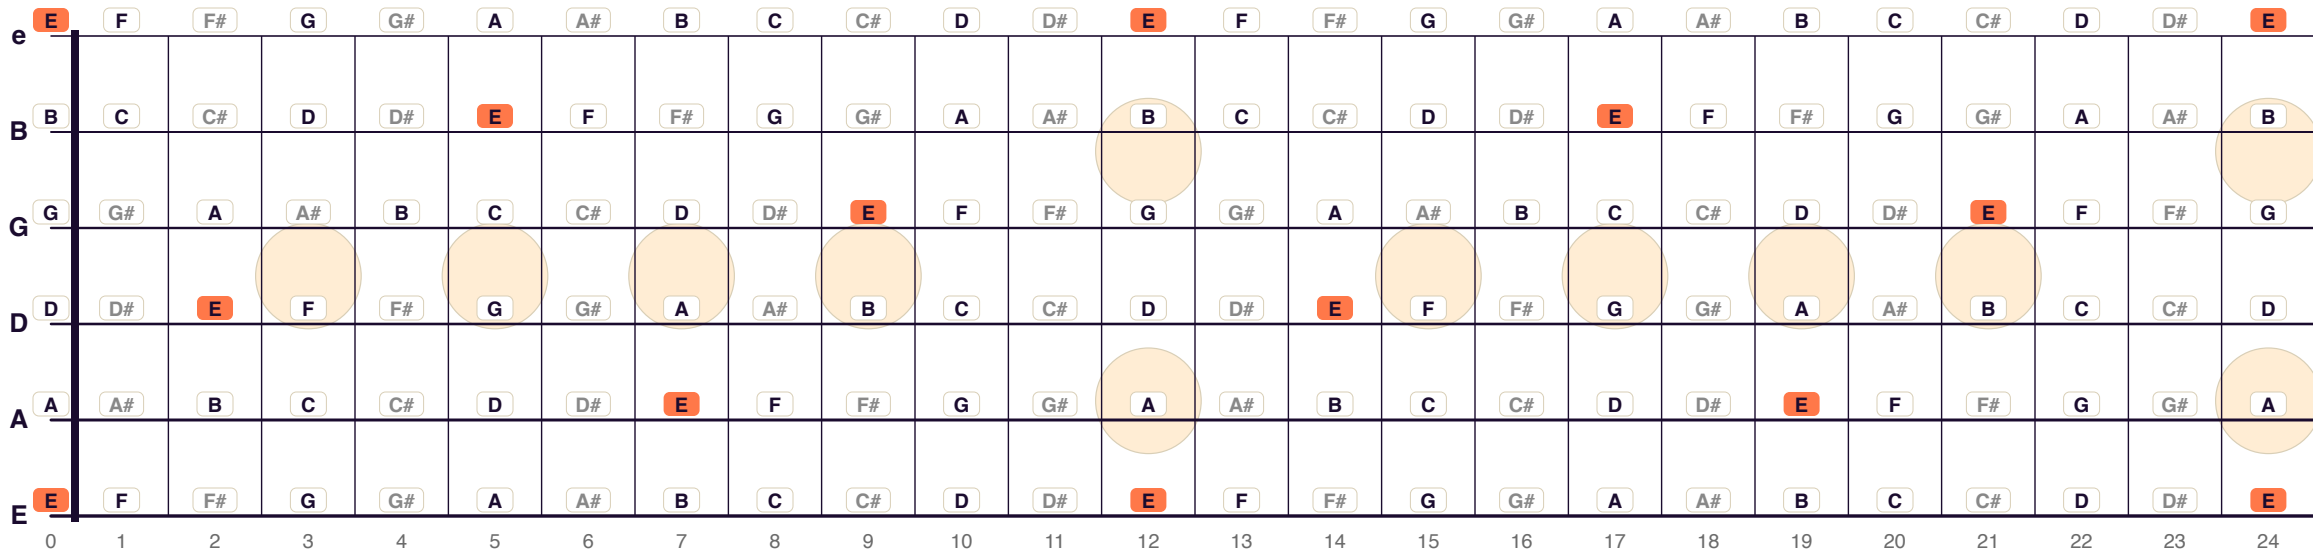 E F F# G G# A A# B C C# D D# E F F# G G# A A# B C C# D D# E
e
B C C# D D# E F F# G G# A A# B C C# D D# E F F# G G# A A# B
B
G G# A A# B C C# D D# E F F# G G# A A# B C C# D D# E F F# G
G
D D# E F F# G G# A A# B C C# D D# E F F# G G# A A# B C C# D
D
A A# B C C# D D# E F F# G G# A A# B C C# D D# E F F# G G# A
A
E F F# G G# A A# B C C# D D# E F F# G G# A A# B C C# D D# E
E
0 1 2 3 4 5 6 7 8 9 10 11 12 13 14 15 16 17 18 19 20 21 22 23 24